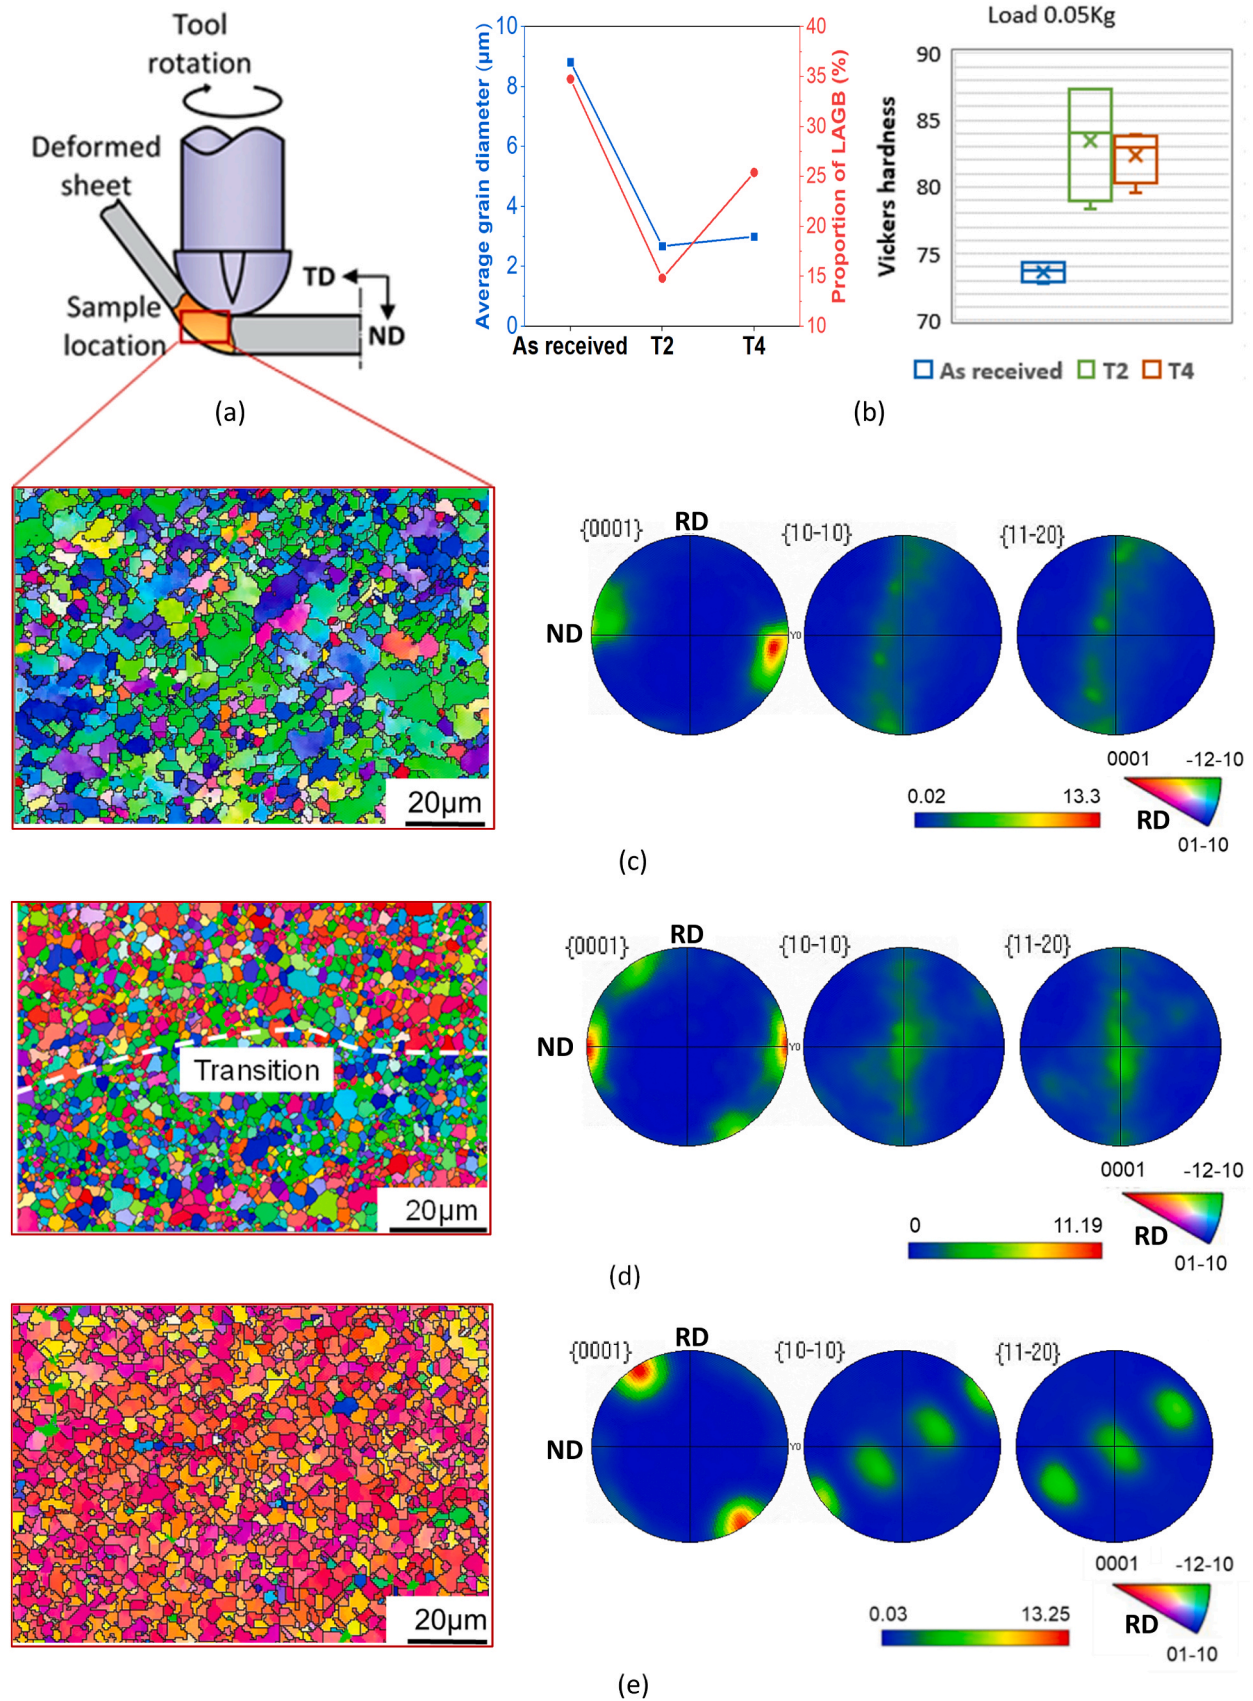 Tool
rotation
Deformed
sheet
TD
ND
Sample
location
(a)
Average grain diameter (μm)
10
8
6
4
2
0
As received T2 T4
40
35
30
25
20
15
10
Proportion of LAGB (%)
Load 0.05Kg
Vickers hardness
90
85
80
75
70
As received T2 T4
(b)
20μm
{0001} RD {10-10} {11-20}
ND
Y0
0001 -12-10
0.02 13.3
RD
01-10
(c)
Transition
20μm
{0001} RD {10-10} {11-20}
ND
Y0
0001 -12-10
0 11.19
RD
01-10
(d)
20μm
{0001} RD {10-10} {11-20}
ND
Y0
0001 -12-10
0.03 13.25
RD
01-10
(e)